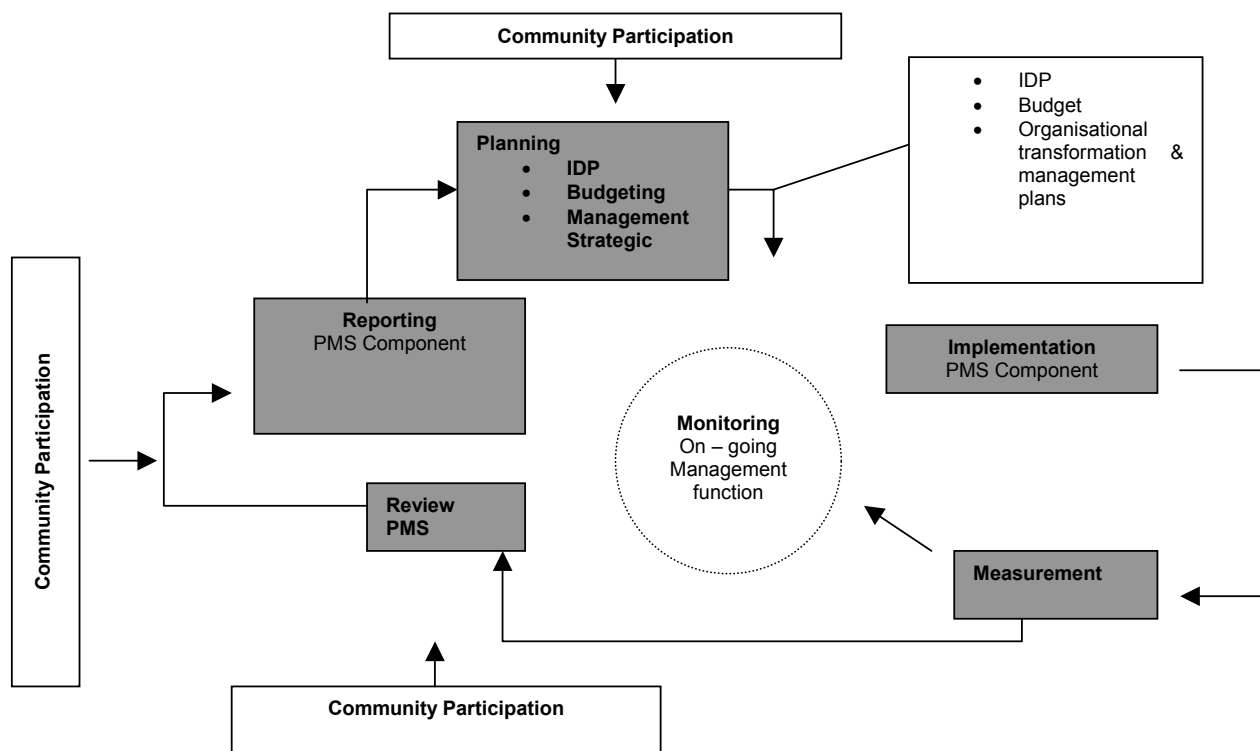 Community Participation
• IDP
• Budget
• Organisational
transformation &
management
plans
Planning
• IDP
• Budgeting
• Management
Strategic
Reporting
PMS Component
Implementation
PMS Component
Community Participation
Monitoring
On – going
Management
function
Review
PMS
Measurement
Community Participation